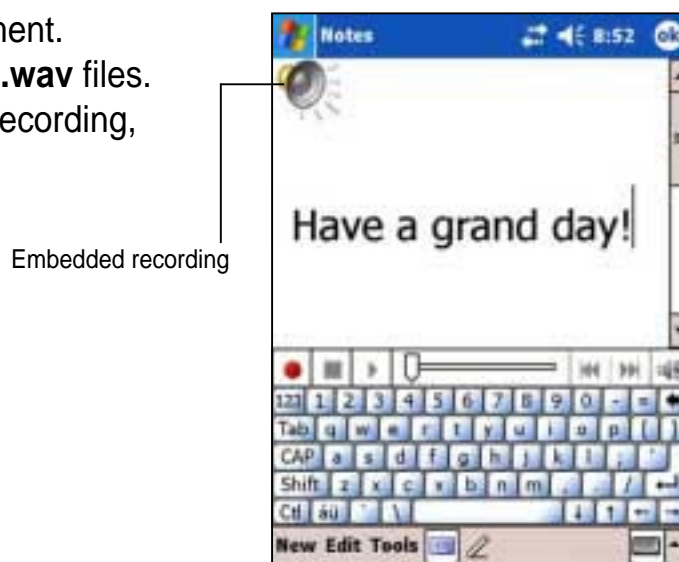 ment.
.wav files.
ecording,
Embedded recording
Notes 8:52 ok
Have a grand day!
123 1 2 3 4 5 6 7 8 9 0 - =
Tab q w e r t y u i o p [ ]
CAP a s d f g h j k l ; '
Shift z x c v b n m , . /
Ctl áü ` \
New Edit Tools